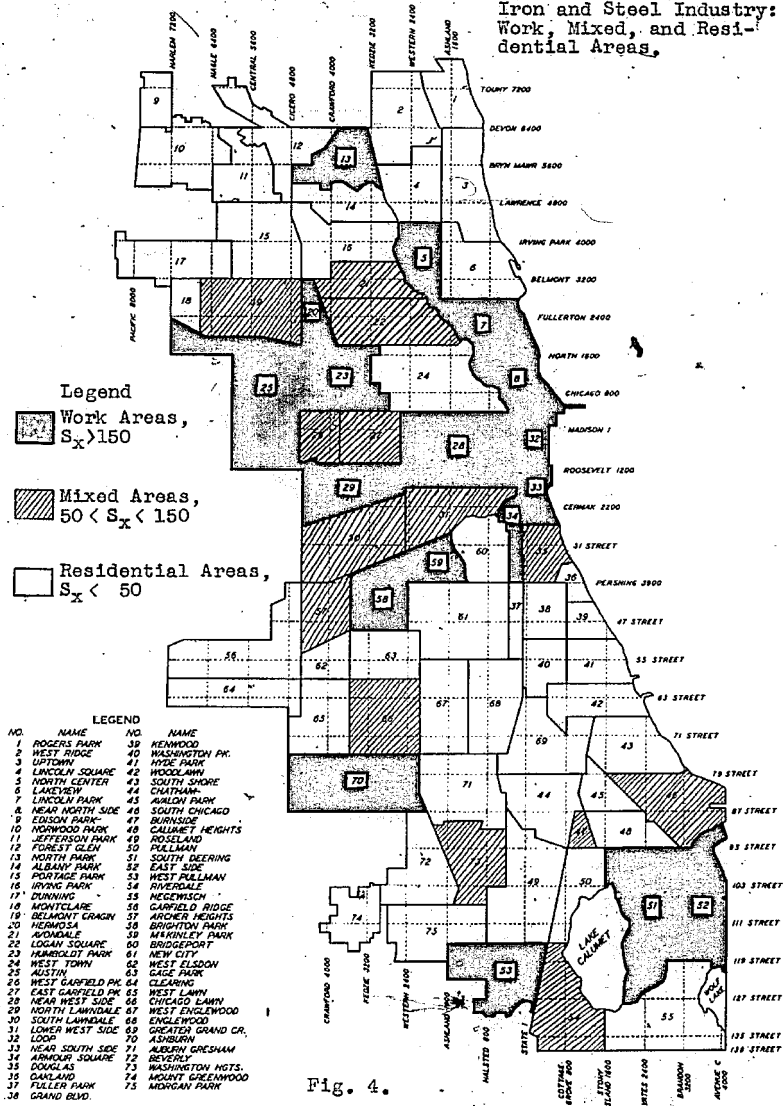 Iron and Steel Industry:
Work, Mixed, and Resi-
dential Areas.
HARLEM 7200
NAGLE 6400
CENTRAL 5600
CICERO 4800
CRAWFORD 4000
KEDZIE 3200
WESTERN 2400
ASHLAND 1600
TOUHY 7200
DEVON 6400
BRYN MAWR 5600
LAWRENCE 4800
IRVING PARK 4000
BELMONT 3200
FULLERTON 2400
NORTH 1600
CHICAGO 800
MADISON 1
ROOSEVELT 1200
CERMAK 2200
31 STREET
PERSHING 3900
47 STREET
55 STREET
63 STREET
71 STREET
79 STREET
87 STREET
95 STREET
103 STREET
111 STREET
119 STREET
127 STREET
135 STREET
138 STREET
PACIFIC 8000
Legend
Work Areas,
Sx>150
Mixed Areas,
50 < Sx < 150
Residential Areas,
Sx < 50
LAKE CALUMET
WOLF LAKE
CRAWFORD 4000
KEDZIE 3200
WESTERN 2400
HALSTED 800
STATE 1
COTTAGE GROVE 800
STONY ISLAND 1600
YATES 2400
BRANDON 3200
AVENUE C 4000
LEGEND
NO. NAME NO. NAME
1 ROGERS PARK 39 KENWOOD
2 WEST RIDGE 40 WASHINGTON PK.
3 UPTOWN 41 HYDE PARK
4 LINCOLN SQUARE 42 WOODLAWN
5 NORTH CENTER 43 SOUTH SHORE
6 LAKEVIEW 44 CHATHAM
7 LINCOLN PARK 45 AVALON PARK
8 NEAR NORTH SIDE 46 SOUTH CHICAGO
9 EDISON PARK 47 BURNSIDE
10 NORWOOD PARK 48 CALUMET HEIGHTS
11 JEFFERSON PARK 49 ROSELAND
12 FOREST GLEN 50 PULLMAN
13 NORTH PARK 51 SOUTH DEERING
14 ALBANY PARK 52 EAST SIDE
15 PORTAGE PARK 53 WEST PULLMAN
16 IRVING PARK 54 RIVERDALE
17 DUNNING 55 HEGEWISCH
18 MONTCLARE 56 GARFIELD RIDGE
19 BELMONT CRAGIN 57 ARCHER HEIGHTS
20 HERMOSA 58 BRIGHTON PARK
21 AVONDALE 59 McKINLEY PARK
22 LOGAN SQUARE 60 BRIDGEPORT
23 HUMBOLDT PARK 61 NEW CITY
24 WEST TOWN 62 WEST ELSDON
25 AUSTIN 63 GAGE PARK
26 WEST GARFIELD PK. 64 CLEARING
27 EAST GARFIELD PK. 65 WEST LAWN
28 NEAR WEST SIDE 66 CHICAGO LAWN
29 NORTH LAWNDALE 67 WEST ENGLEWOOD
30 SOUTH LAWNDALE 68 ENGLEWOOD
31 LOWER WEST SIDE 69 GREATER GRAND CR.
32 LOOP 70 ASHBURN
33 NEAR SOUTH SIDE 71 AUBURN GRESHAM
34 ARMOUR SQUARE 72 BEVERLY
35 DOUGLAS 73 WASHINGTON HGTS.
36 OAKLAND 74 MOUNT GREENWOOD
37 FULLER PARK 75 MORGAN PARK
38 GRAND BLVD.
Fig. 4.